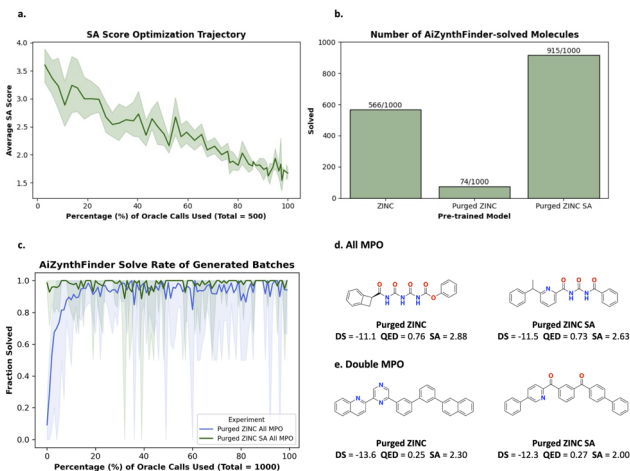 a.
SA Score Optimization Trajectory
4.0
3.5
3.0
2.5
2.0
1.5
Average SA Score
0
20
40
60
80
100
Percentage (%) of Oracle Calls Used (Total = 500)
b.
Number of AiZynthFinder-solved Molecules
1000
800
600
400
200
0
Solved
566/1000
74/1000
915/1000
ZINC
Purged ZINC
Purged ZINC SA
Pre-trained Model
c.
AiZynthFinder Solve Rate of Generated Batches
1.0
0.8
0.6
0.4
0.2
0.0
Fraction Solved
Experiment
Purged ZINC All MPO
Purged ZINC SA All MPO
0
20
40
60
80
100
Percentage (%) of Oracle Calls Used (Total = 1000)
d. All MPO
O O O O
N N N O
H H H
Purged ZINC
DS = -11.1 QED = 0.76 SA = 2.88
O O O
N N N
H H
Purged ZINC SA
DS = -11.5 QED = 0.73 SA = 2.63
e. Double MPO
N
N N
Purged ZINC
DS = -13.6 QED = 0.25 SA = 2.30
O O
N
Purged ZINC SA
DS = -12.3 QED = 0.27 SA = 2.00